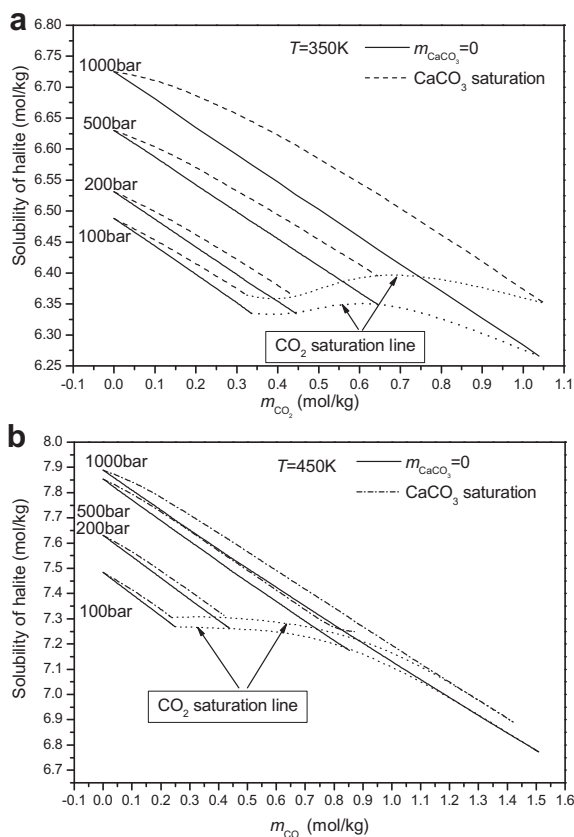 a
6.80
6.75
6.70
6.65
6.60
6.55
6.50
6.45
6.40
6.35
6.30
6.25
Solubility of halite (mol/kg)
T=350K
m_CaCO3=0
CaCO3 saturation
1000bar
500bar
200bar
100bar
CO2 saturation line
-0.1 0.0 0.1 0.2 0.3 0.4 0.5 0.6 0.7 0.8 0.9 1.0 1.1
m_CO2 (mol/kg)
b
8.0
7.9
7.8
7.7
7.6
7.5
7.4
7.3
7.2
7.1
7.0
6.9
6.8
6.7
Solubility of halite (mol/kg)
T=450K
m_CaCO3=0
CaCO3 saturation
1000bar
500bar
200bar
100bar
CO2 saturation line
-0.1 0.0 0.1 0.2 0.3 0.4 0.5 0.6 0.7 0.8 0.9 1.0 1.1 1.2 1.3 1.4 1.5 1.6
m_CO (mol/kg)